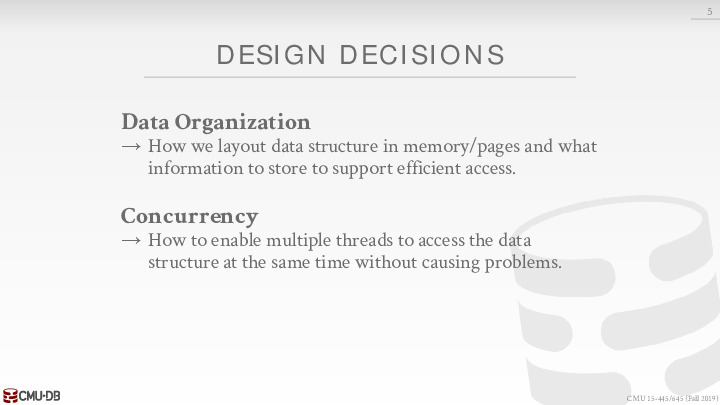 5
DESIGN DECISIONS
Data Organization
→ How we layout data structure in memory/pages and what
information to store to support efficient access.
Concurrency
→ How to enable multiple threads to access the data
structure at the same time without causing problems.
CMU·DB
CMU 15-445/645 (Fall 2019)